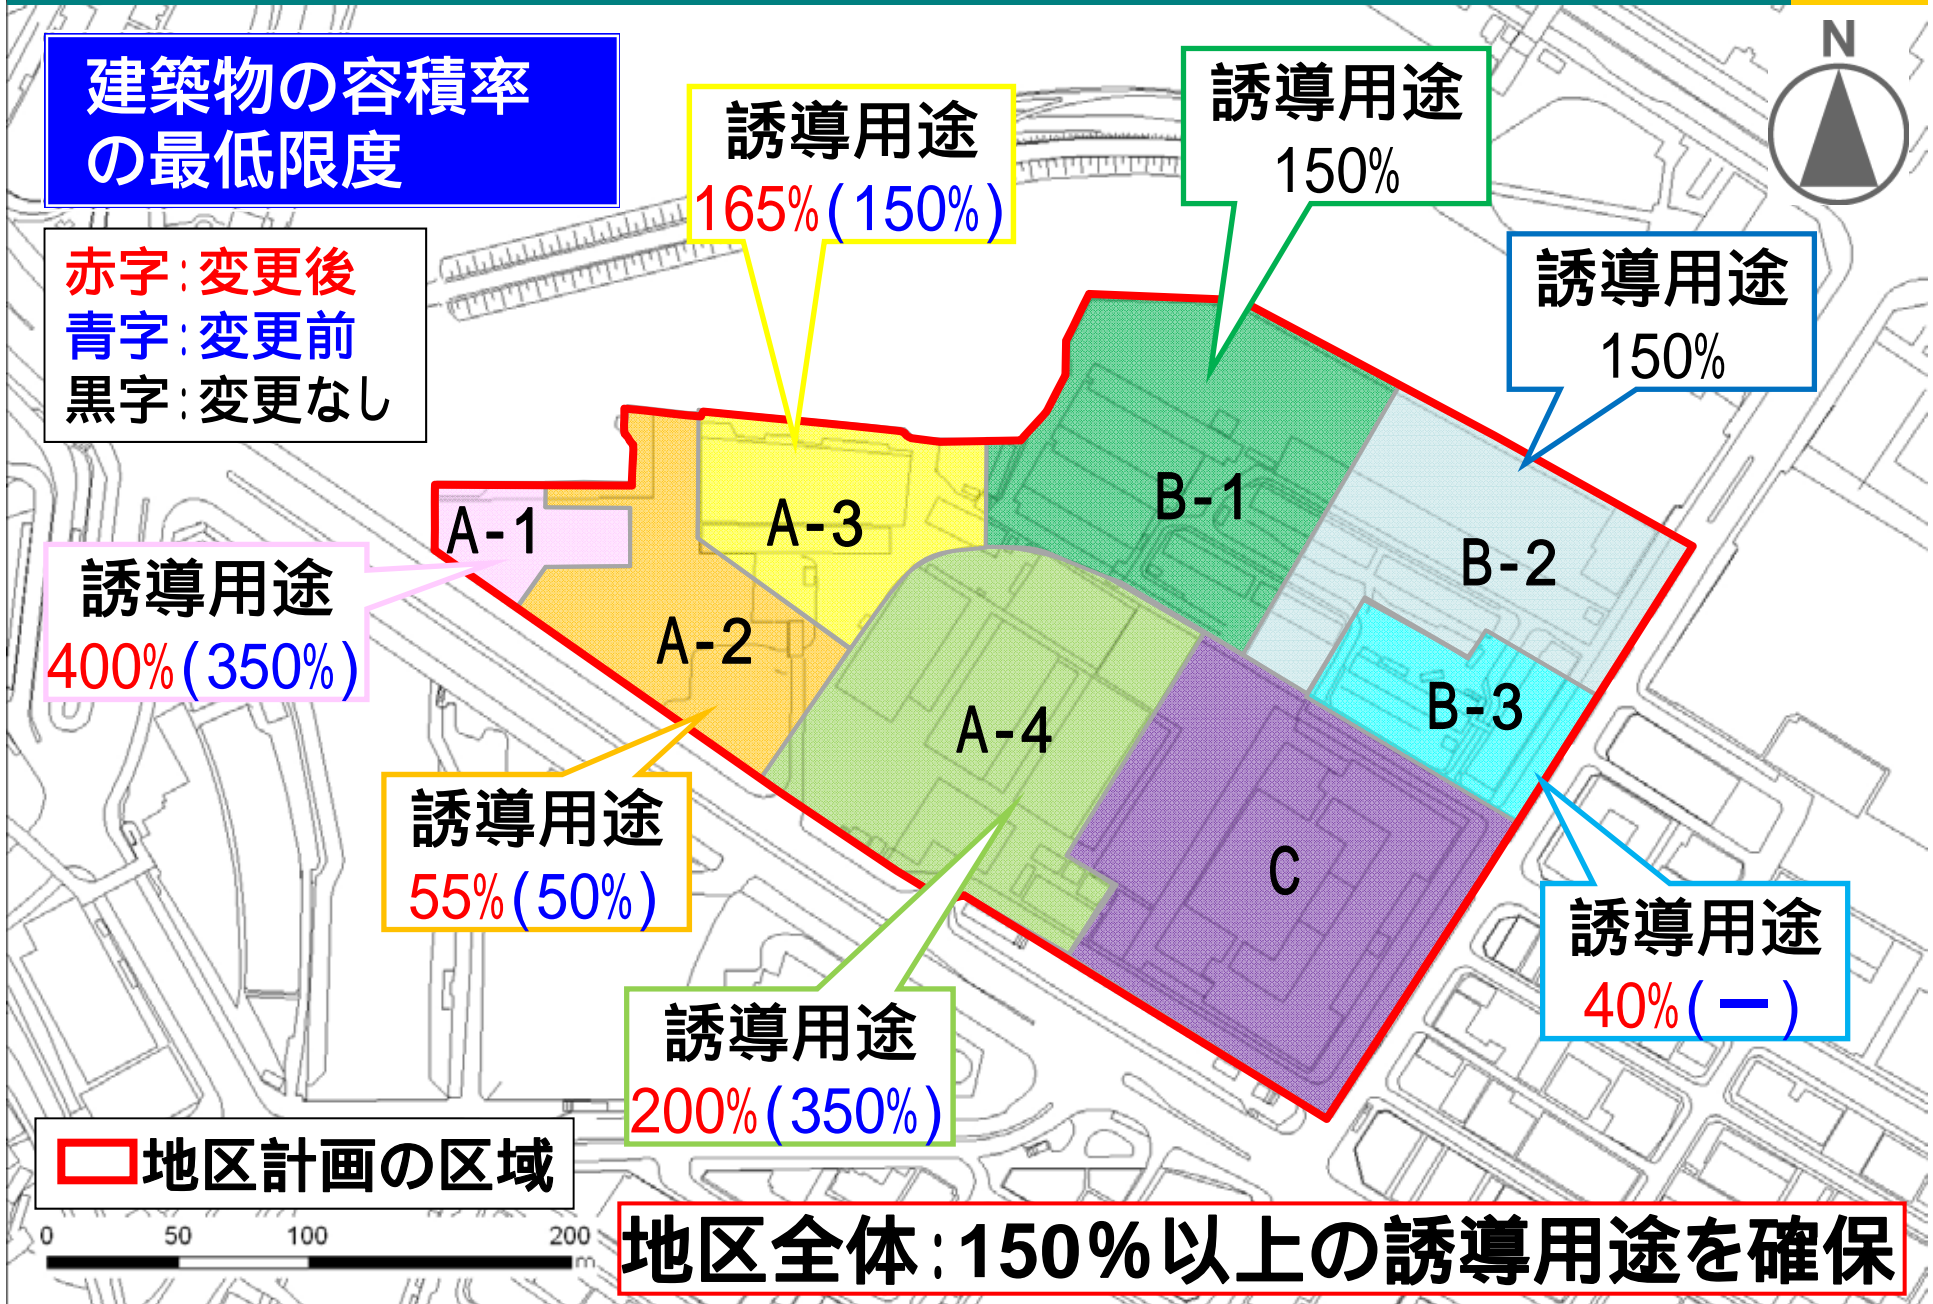 建築物の容積率
の最低限度
赤字:変更後
青字:変更前
黒字:変更なし
誘導用途
165%(150%)
誘導用途
150%
N
誘導用途
150%
A-1
A-2
A-3
A-4
B-1
B-2
B-3
C
誘導用途
400%(350%)
誘導用途
55%(50%)
誘導用途
200%(350%)
誘導用途
40%(ー)
地区計画の区域
0 50 100 200
m
地区全体:150%以上の誘導用途を確保